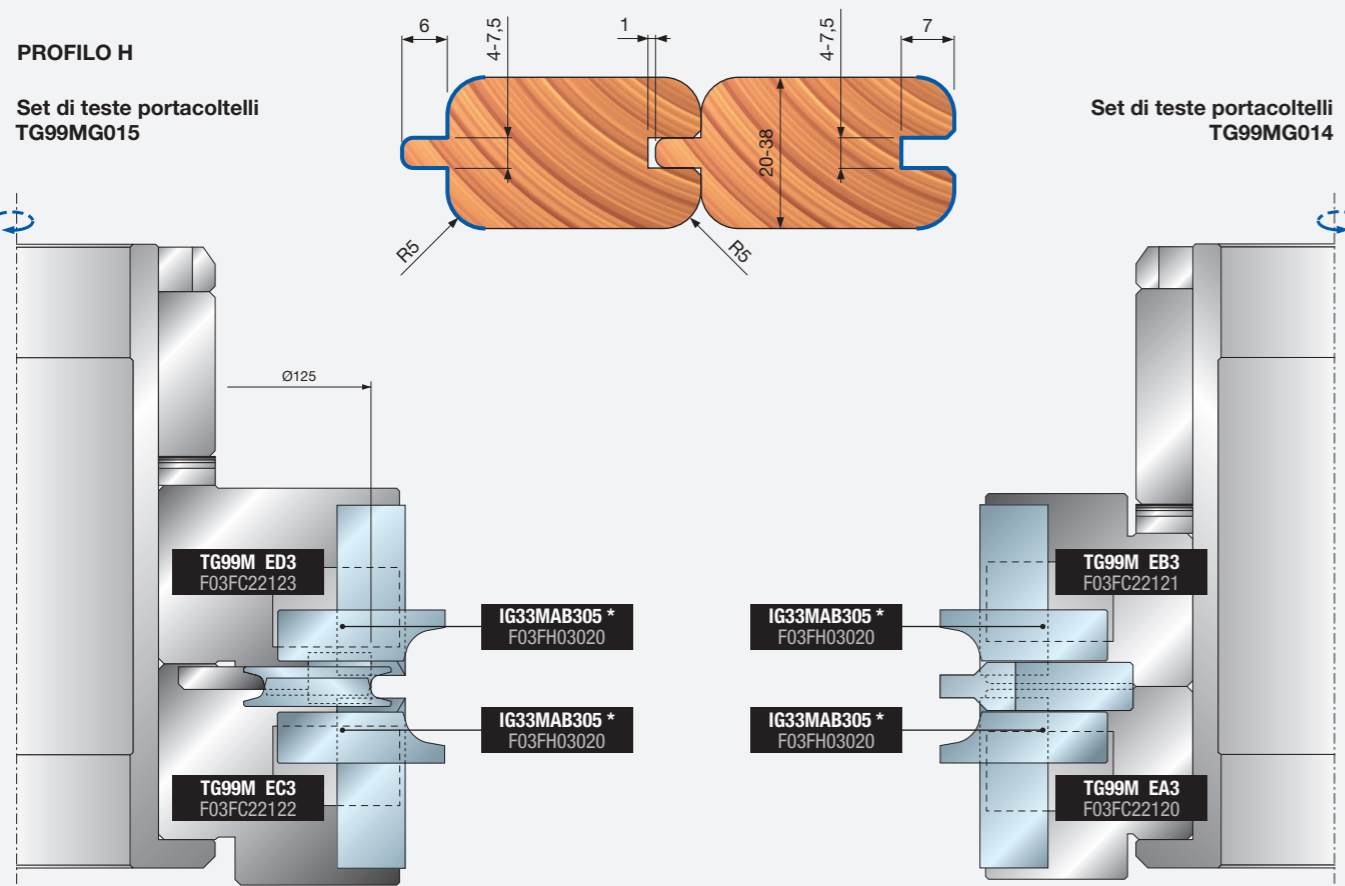 PROFILO H
Set di teste portacoltelli
TG99MG015
6
4-7,5
1
4-7,5
7
20-38
R5
R5
Set di teste portacoltelli
TG99MG014
Ø125
TG99M ED3
F03FC22123
IG33MAB305 *
F03FH03020
IG33MAB305 *
F03FH03020
TG99M EC3
F03FC22122
IG33MAB305 *
F03FH03020
TG99M EB3
F03FC22121
IG33MAB305 *
F03FH03020
TG99M EA3
F03FC22120